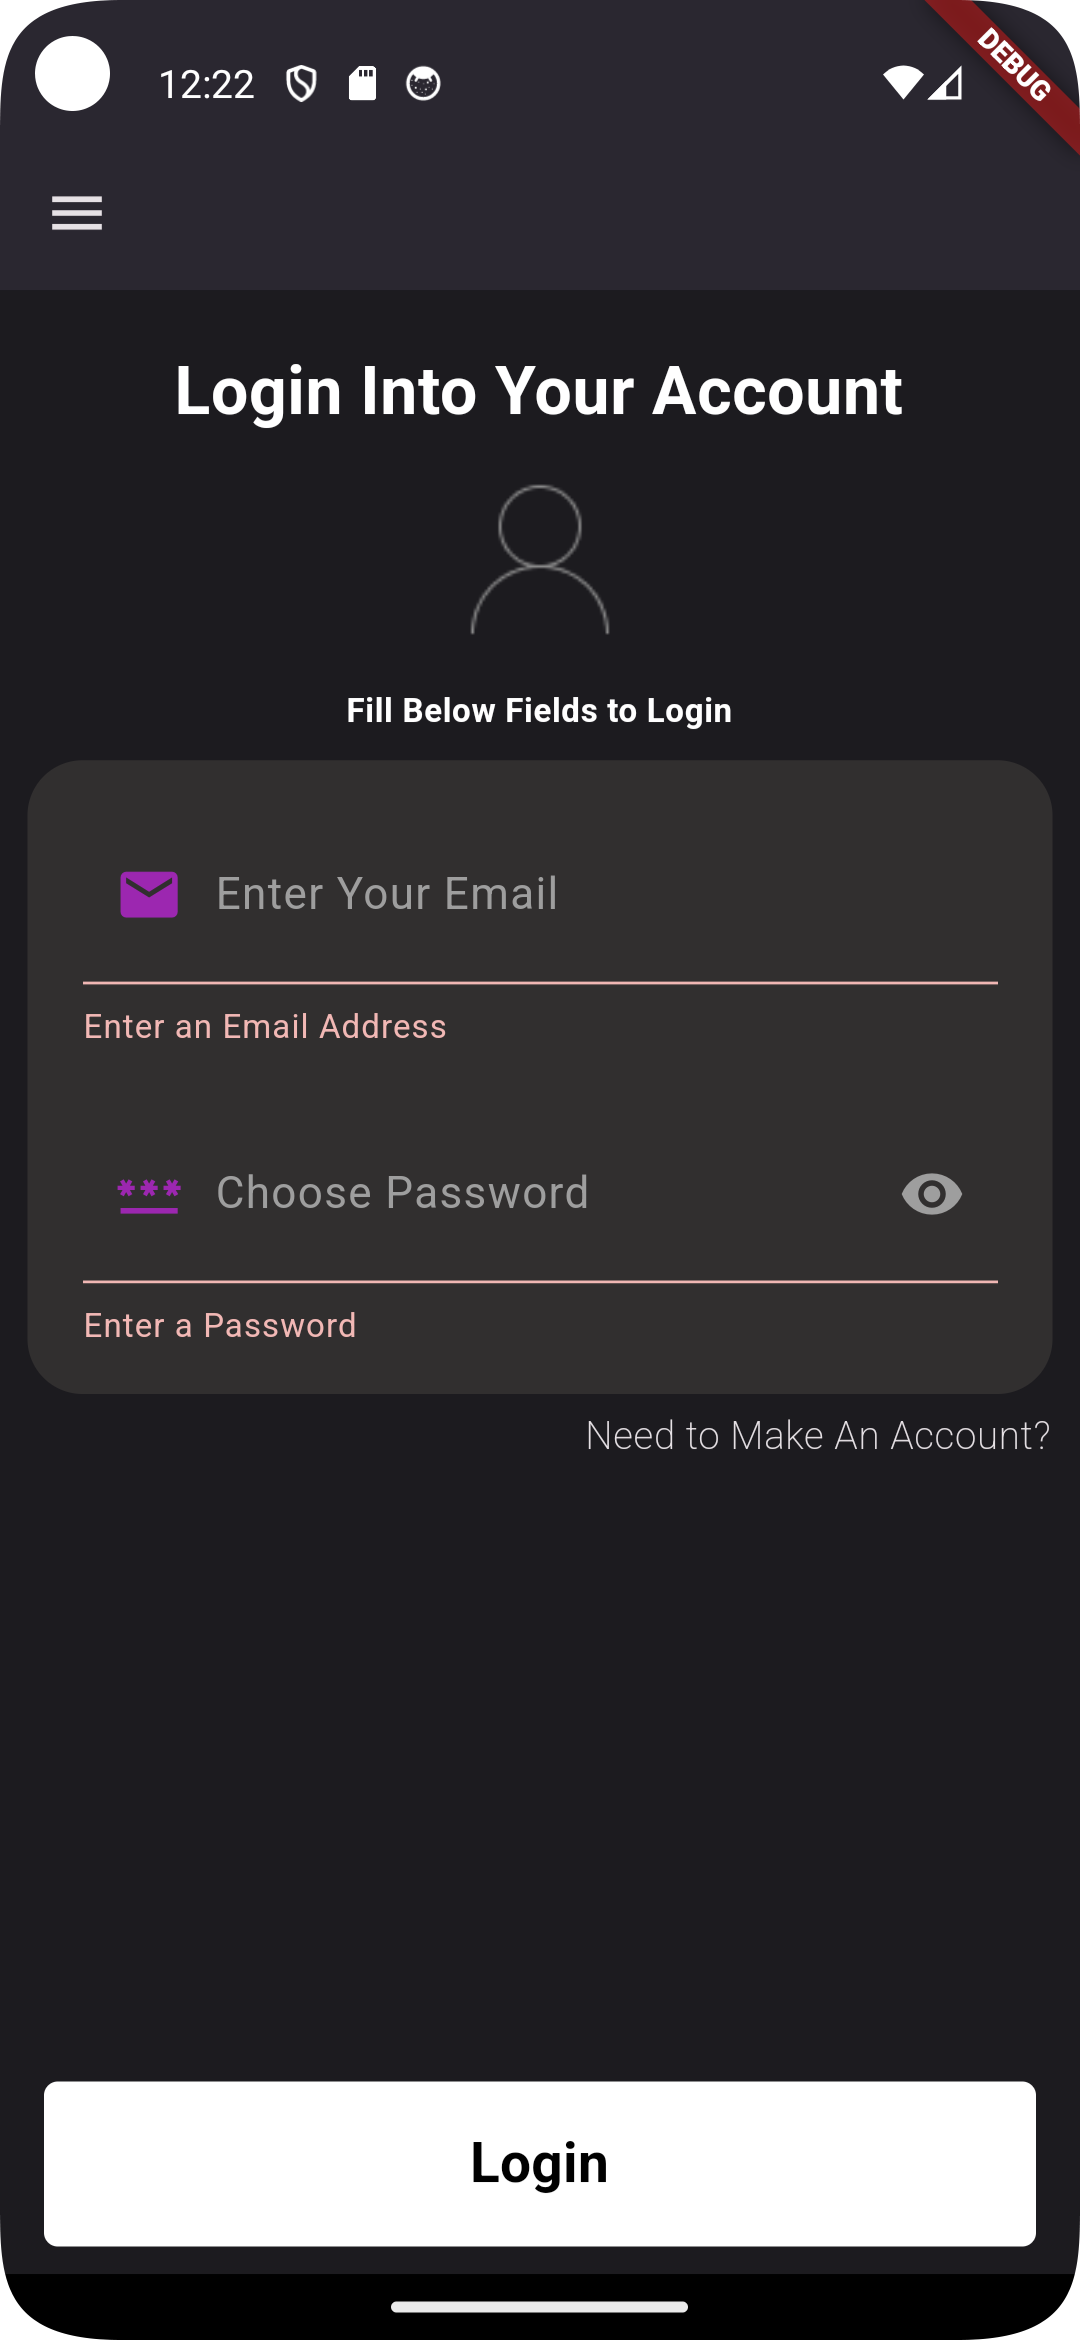 12:22
DEBUG
Login Into Your Account
Fill Below Fields to Login
Enter Your Email
Enter an Email Address
Choose Password
Enter a Password
Need to Make An Account?
Login